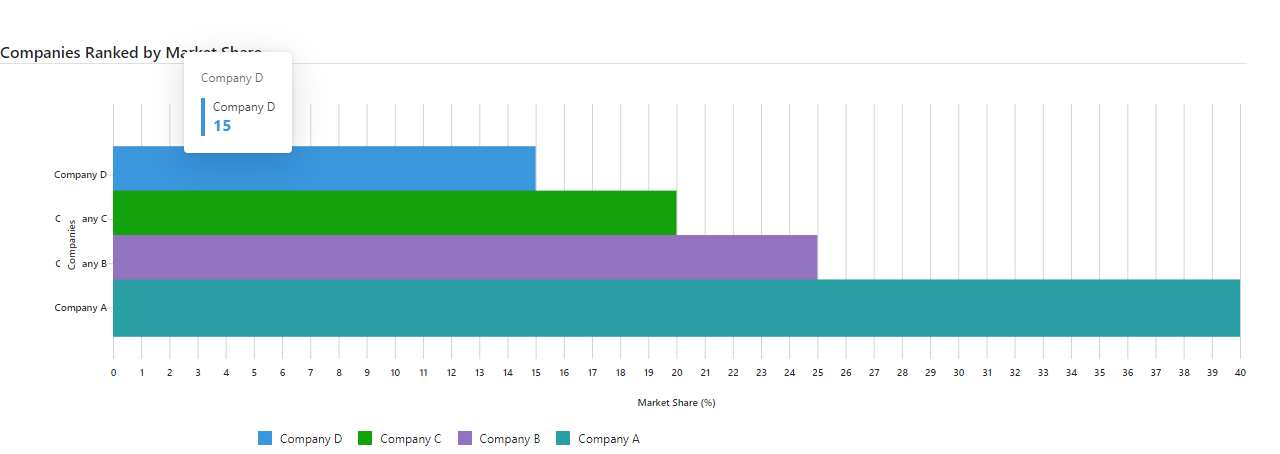 Companies Ranked by Market Share
Company D
Company D
15
Company D
C any C
C any B
Company A
Companies
0 1 2 3 4 5 6 7 8 9 10 11 12 13 14 15 16 17 18 19 20 21 22 23 24 25 26 27 28 29 30 31 32 33 34 35 36 37 38 39 40
Market Share (%)
Company D Company C Company B Company A